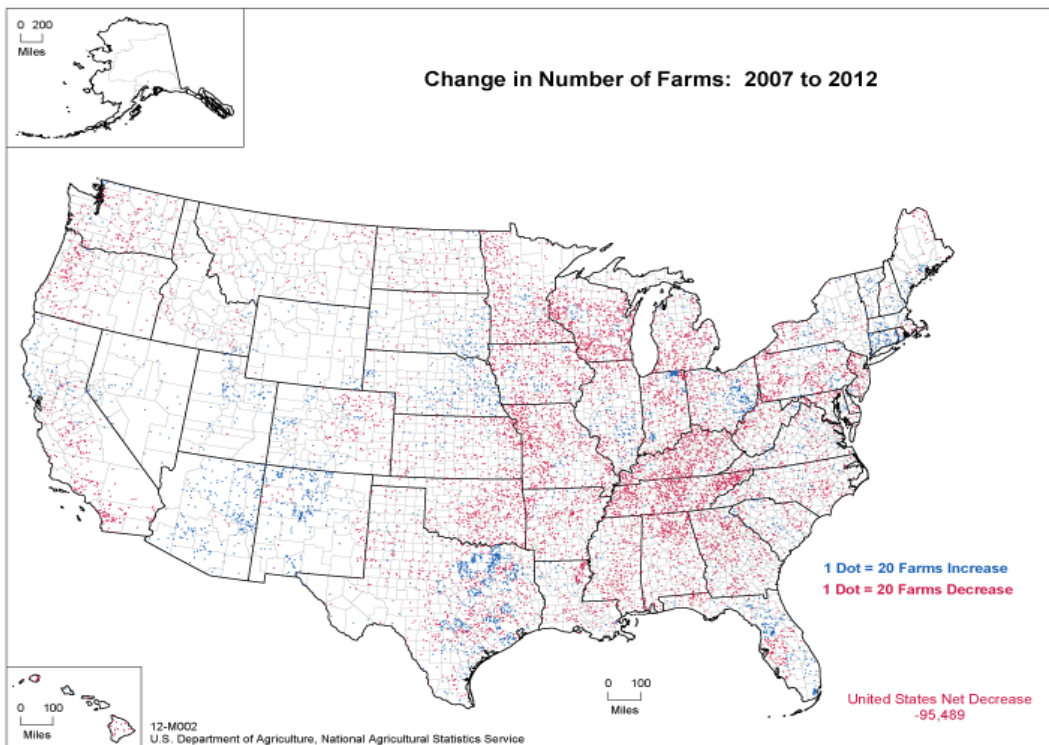 0 200
Miles
Change in Number of Farms: 2007 to 2012
1 Dot = 20 Farms Increase
1 Dot = 20 Farms Decrease
0 100
Miles
0 100
Miles
United States Net Decrease
-95,489
12-M002
U.S. Department of Agriculture, National Agricultural Statistics Service